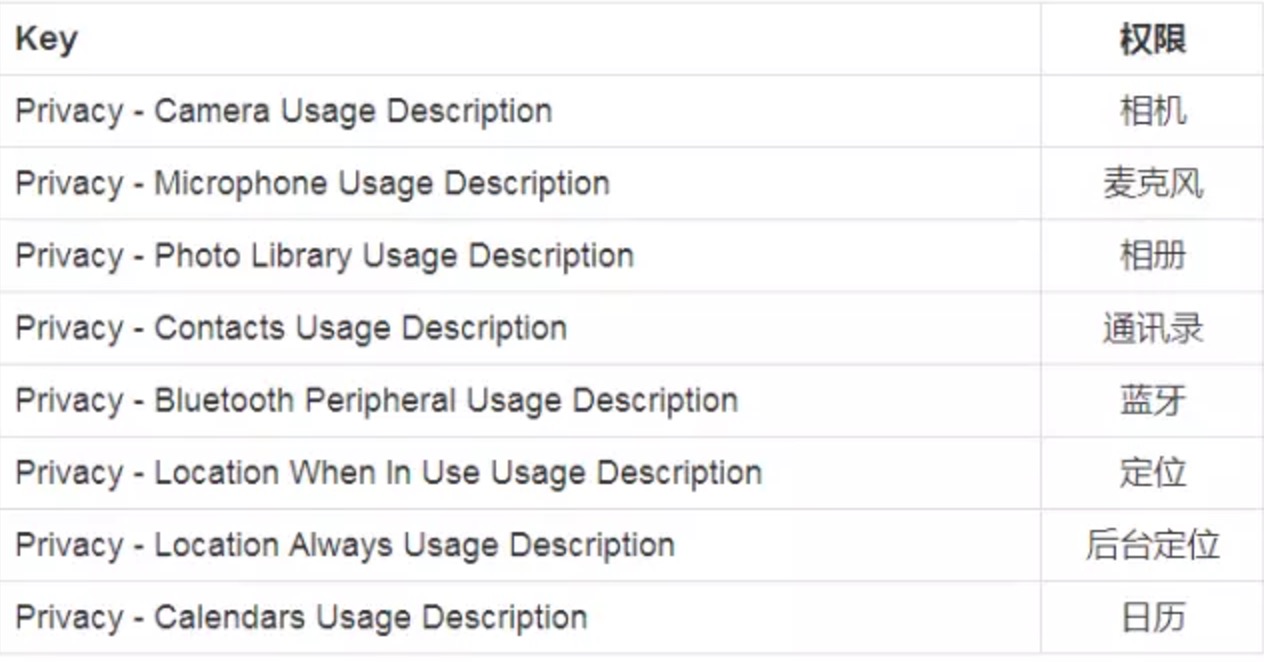 Key 权限
Privacy - Camera Usage Description 相机
Privacy - Microphone Usage Description 麦克风
Privacy - Photo Library Usage Description 相册
Privacy - Contacts Usage Description 通讯录
Privacy - Bluetooth Peripheral Usage Description 蓝牙
Privacy - Location When In Use Usage Description 定位
Privacy - Location Always Usage Description 后台定位
Privacy - Calendars Usage Description 日历